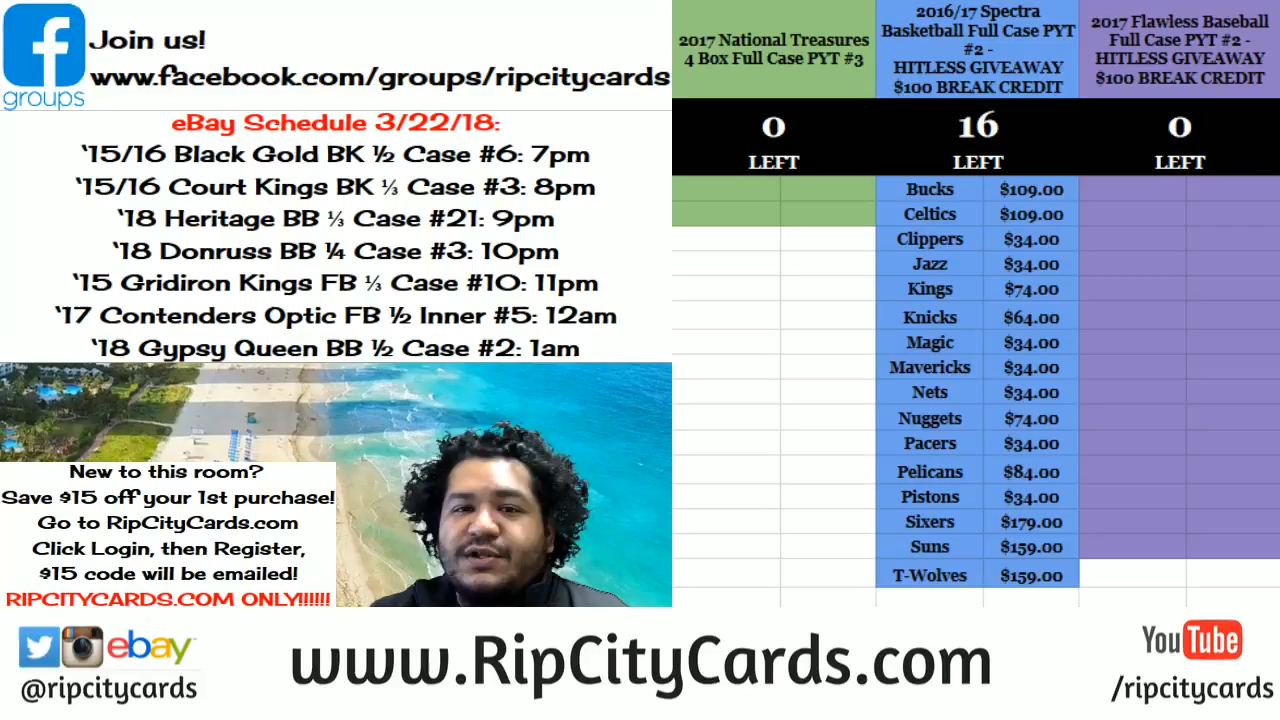 Join us!
www.facebook.com/groups/ripcitycards
groups
eBay Schedule 3/22/18:
‘15/16 Black Gold BK ½ Case #6: 7pm
‘15/16 Court Kings BK ⅓ Case #3: 8pm
‘18 Heritage BB ⅓ Case #21: 9pm
‘18 Donruss BB ¼ Case #3: 10pm
‘15 Gridiron Kings FB ⅓ Case #10: 11pm
‘17 Contenders Optic FB ½ Inner #5: 12am
‘18 Gypsy Queen BB ½ Case #2: 1am
New to this room?
Save $15 off your 1st purchase!
Go to RipCityCards.com
Click Login, then Register,
$15 code will be emailed!
RIPCITYCARDS.COM ONLY!!!!!!
2017 National Treasures
4 Box Full Case PYT #3
0
LEFT
2016/17 Spectra
Basketball Full Case PYT
#2 -
HITLESS GIVEAWAY
$100 BREAK CREDIT
16
LEFT
Bucks $109.00
Celtics $109.00
Clippers $34.00
Jazz $34.00
Kings $74.00
Knicks $64.00
Magic $34.00
Mavericks $34.00
Nets $34.00
Nuggets $74.00
Pacers $34.00
Pelicans $84.00
Pistons $34.00
Sixers $179.00
Suns $159.00
T-Wolves $159.00
2017 Flawless Baseball
Full Case PYT #2 -
HITLESS GIVEAWAY
$100 BREAK CREDIT
0
LEFT
ebay
@ripcitycards
www.RipCityCards.com
YouTube
/ripcitycards